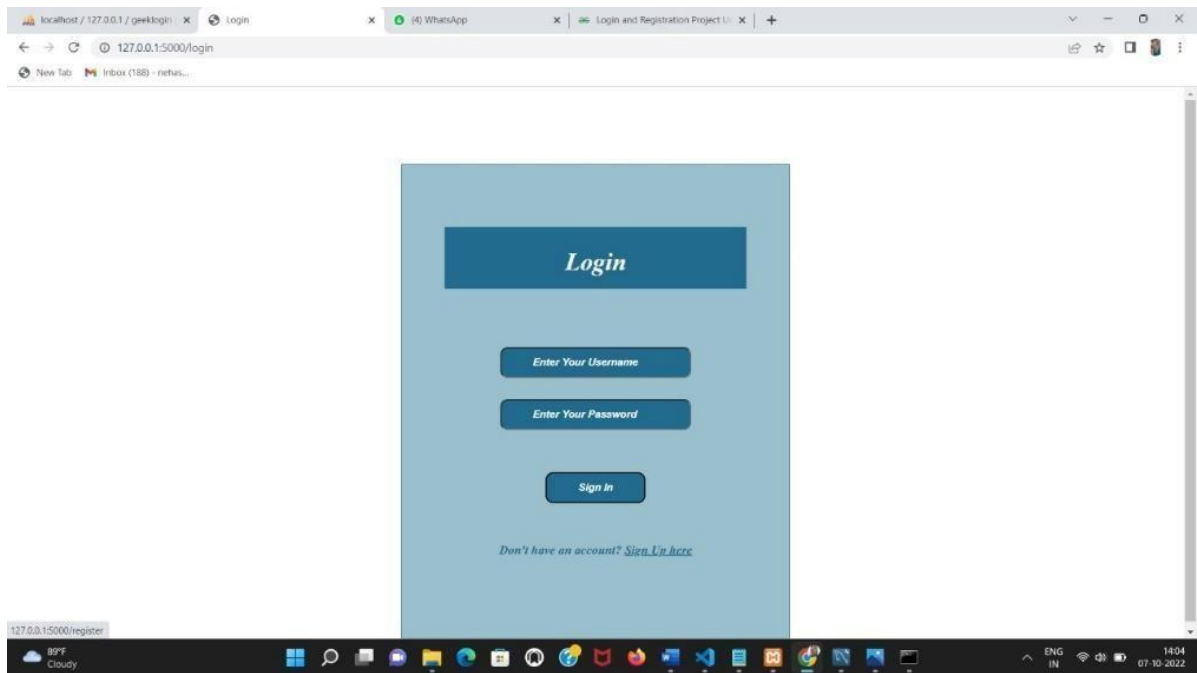 localhost / 127.0.0.1 / geeklogin
Login
(4) WhatsApp
Login and Registration Project U
127.0.0.1:5000/login
New Tab
Inbox (188) - nehas...
Login
Enter Your Username
Enter Your Password
Sign In
Don't have an account? Sign Up here
127.0.0.1:5000/register
89°F
Cloudy
ENG
IN
14:04
07-10-2022